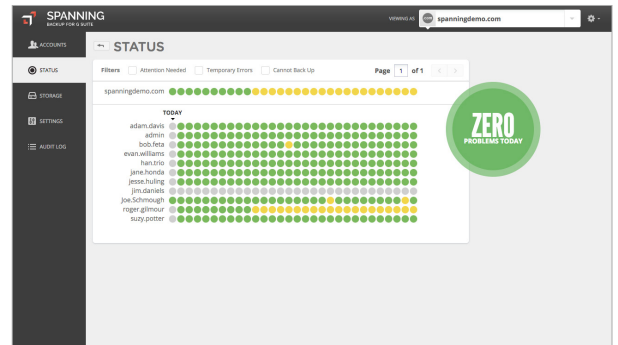 SPANNING
BACKUP FOR G SUITE
VIEWING AS com spanningdemo.com
ACCOUNTS
STATUS
STORAGE
SETTINGS
AUDIT LOG
STATUS
Filters Attention Needed Temporary Errors Cannot Back Up Page 1 of 1
spanningdemo.com
TODAY
adam.davis
admin
bob.feta
evan.williams
han.trio
jane.honda
jesse.huling
jim.daniels
Joe.Schmough
roger.gilmour
suzy.potter
ZERO
PROBLEMS TODAY